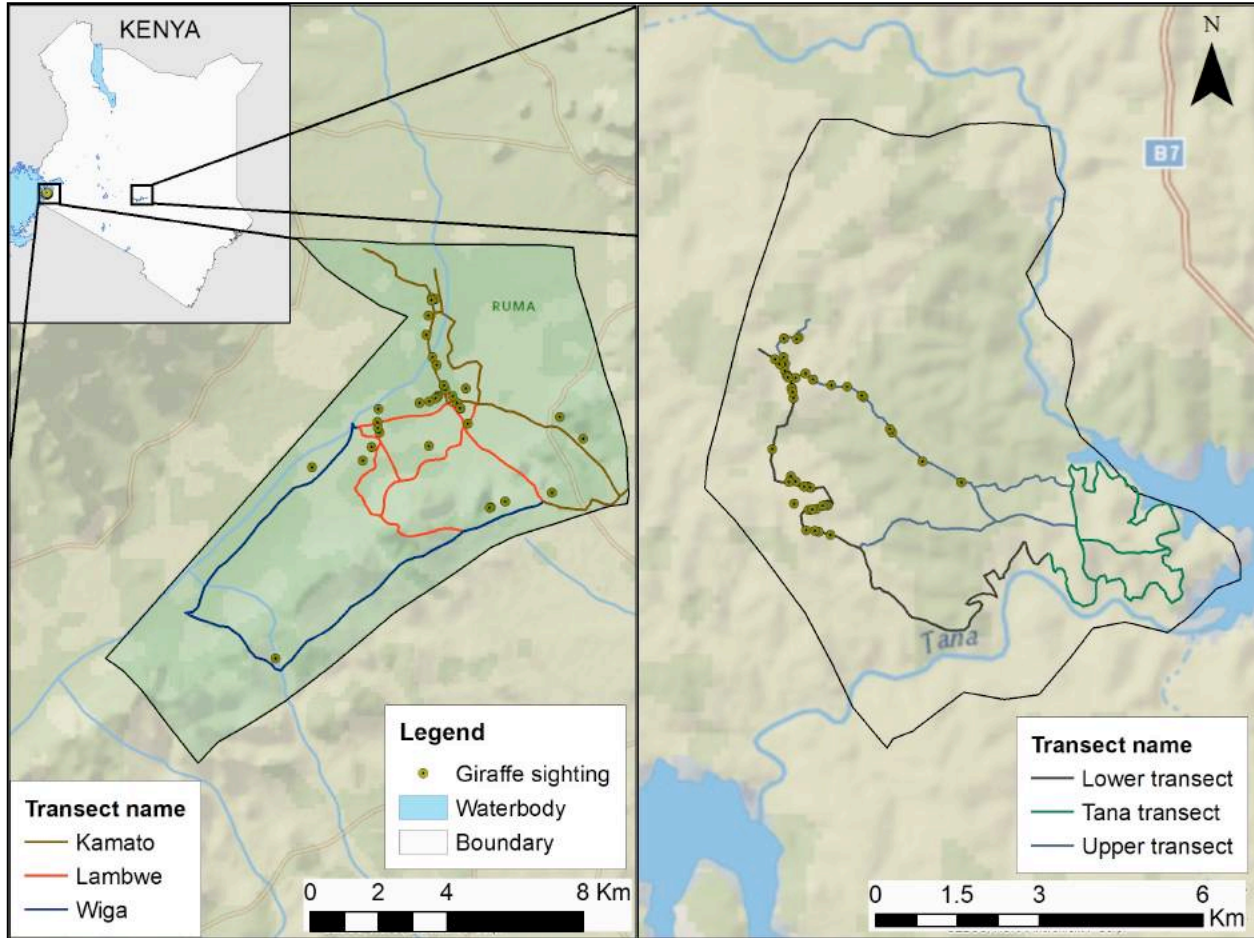 KENYA
RUMA
Legend
Giraffe sighting
Waterbody
Boundary
Transect name
Kamato
Lambwe
Wiga
0 2 4 8 Km
N
B7
Tana
Transect name
Lower transect
Tana transect
Upper transect
0 1.5 3 6 Km